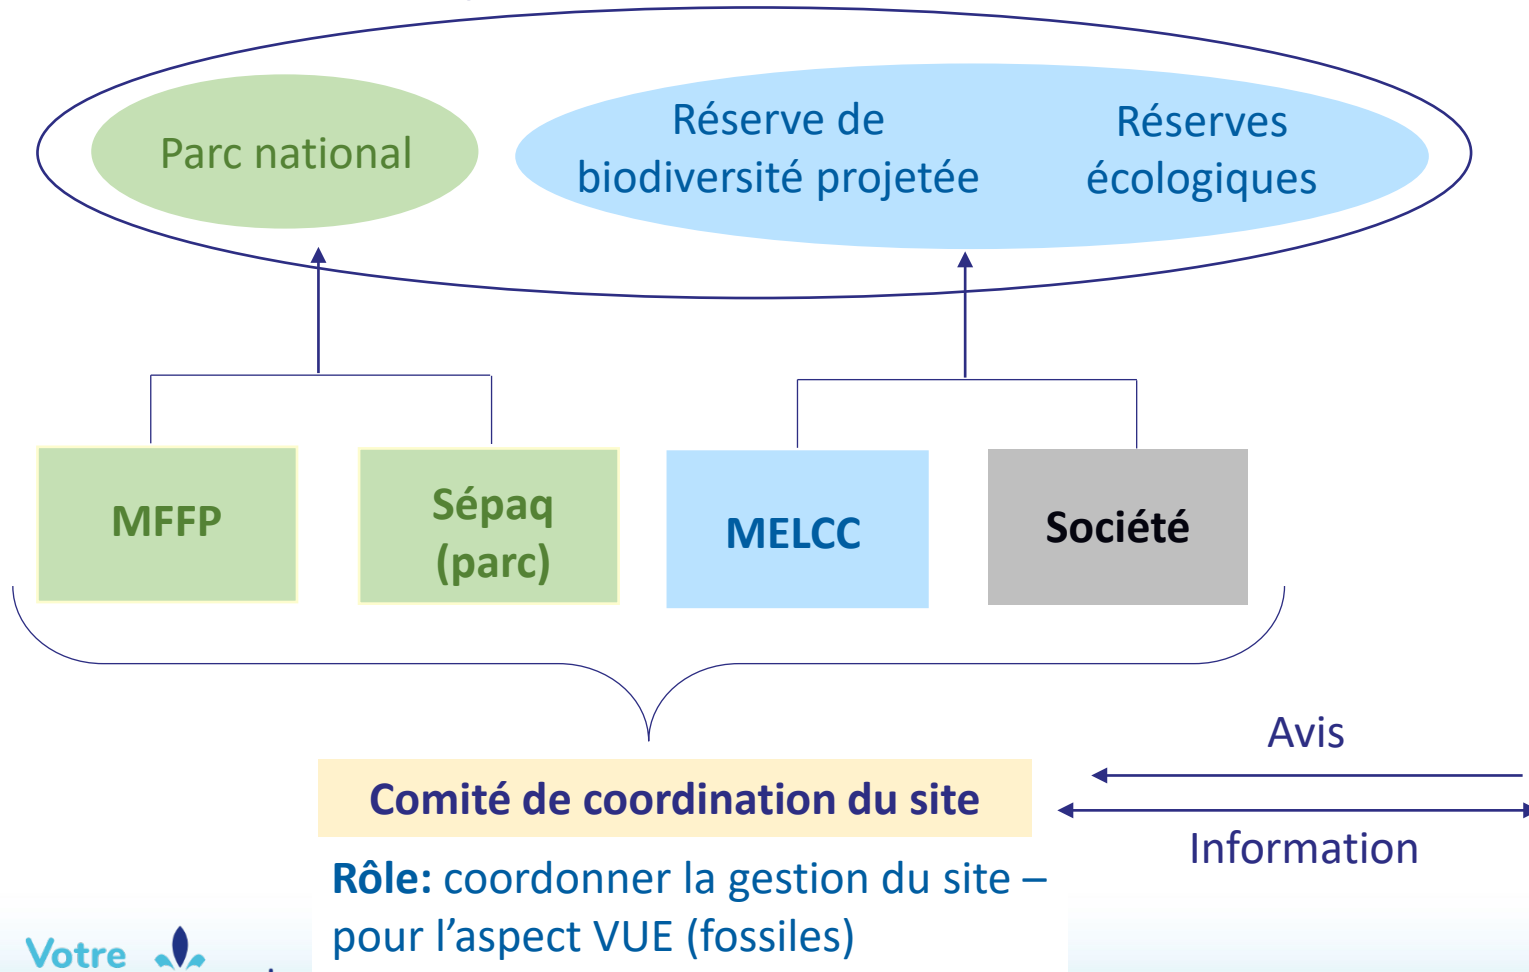 Parc national
Réserve de
biodiversité projetée
Réserves
écologiques
MFFP
Sépaq
(parc)
MELCC
Société
Avis
Comité de coordination du site
Information
Rôle: coordonner la gestion du site –
pour l'aspect VUE (fossiles)
Votre